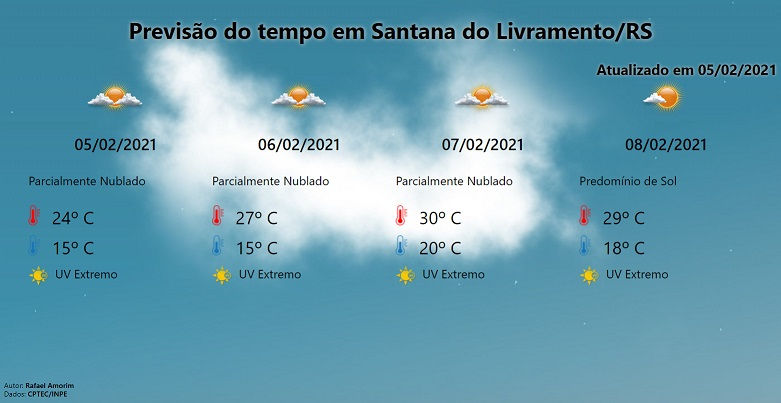 Previsão do tempo em Santana do Livramento/RS
Atualizado em 05/02/2021
05/02/2021 06/02/2021 07/02/2021 08/02/2021
Parcialmente Nublado Parcialmente Nublado Parcialmente Nublado Predomínio de Sol
24º C 27º C 30º C 29º C
15º C 15º C 20º C 18º C
UV Extremo UV Extremo UV Extremo UV Extremo
Autor: Rafael Amorim
Dados: CPTEC/INPE